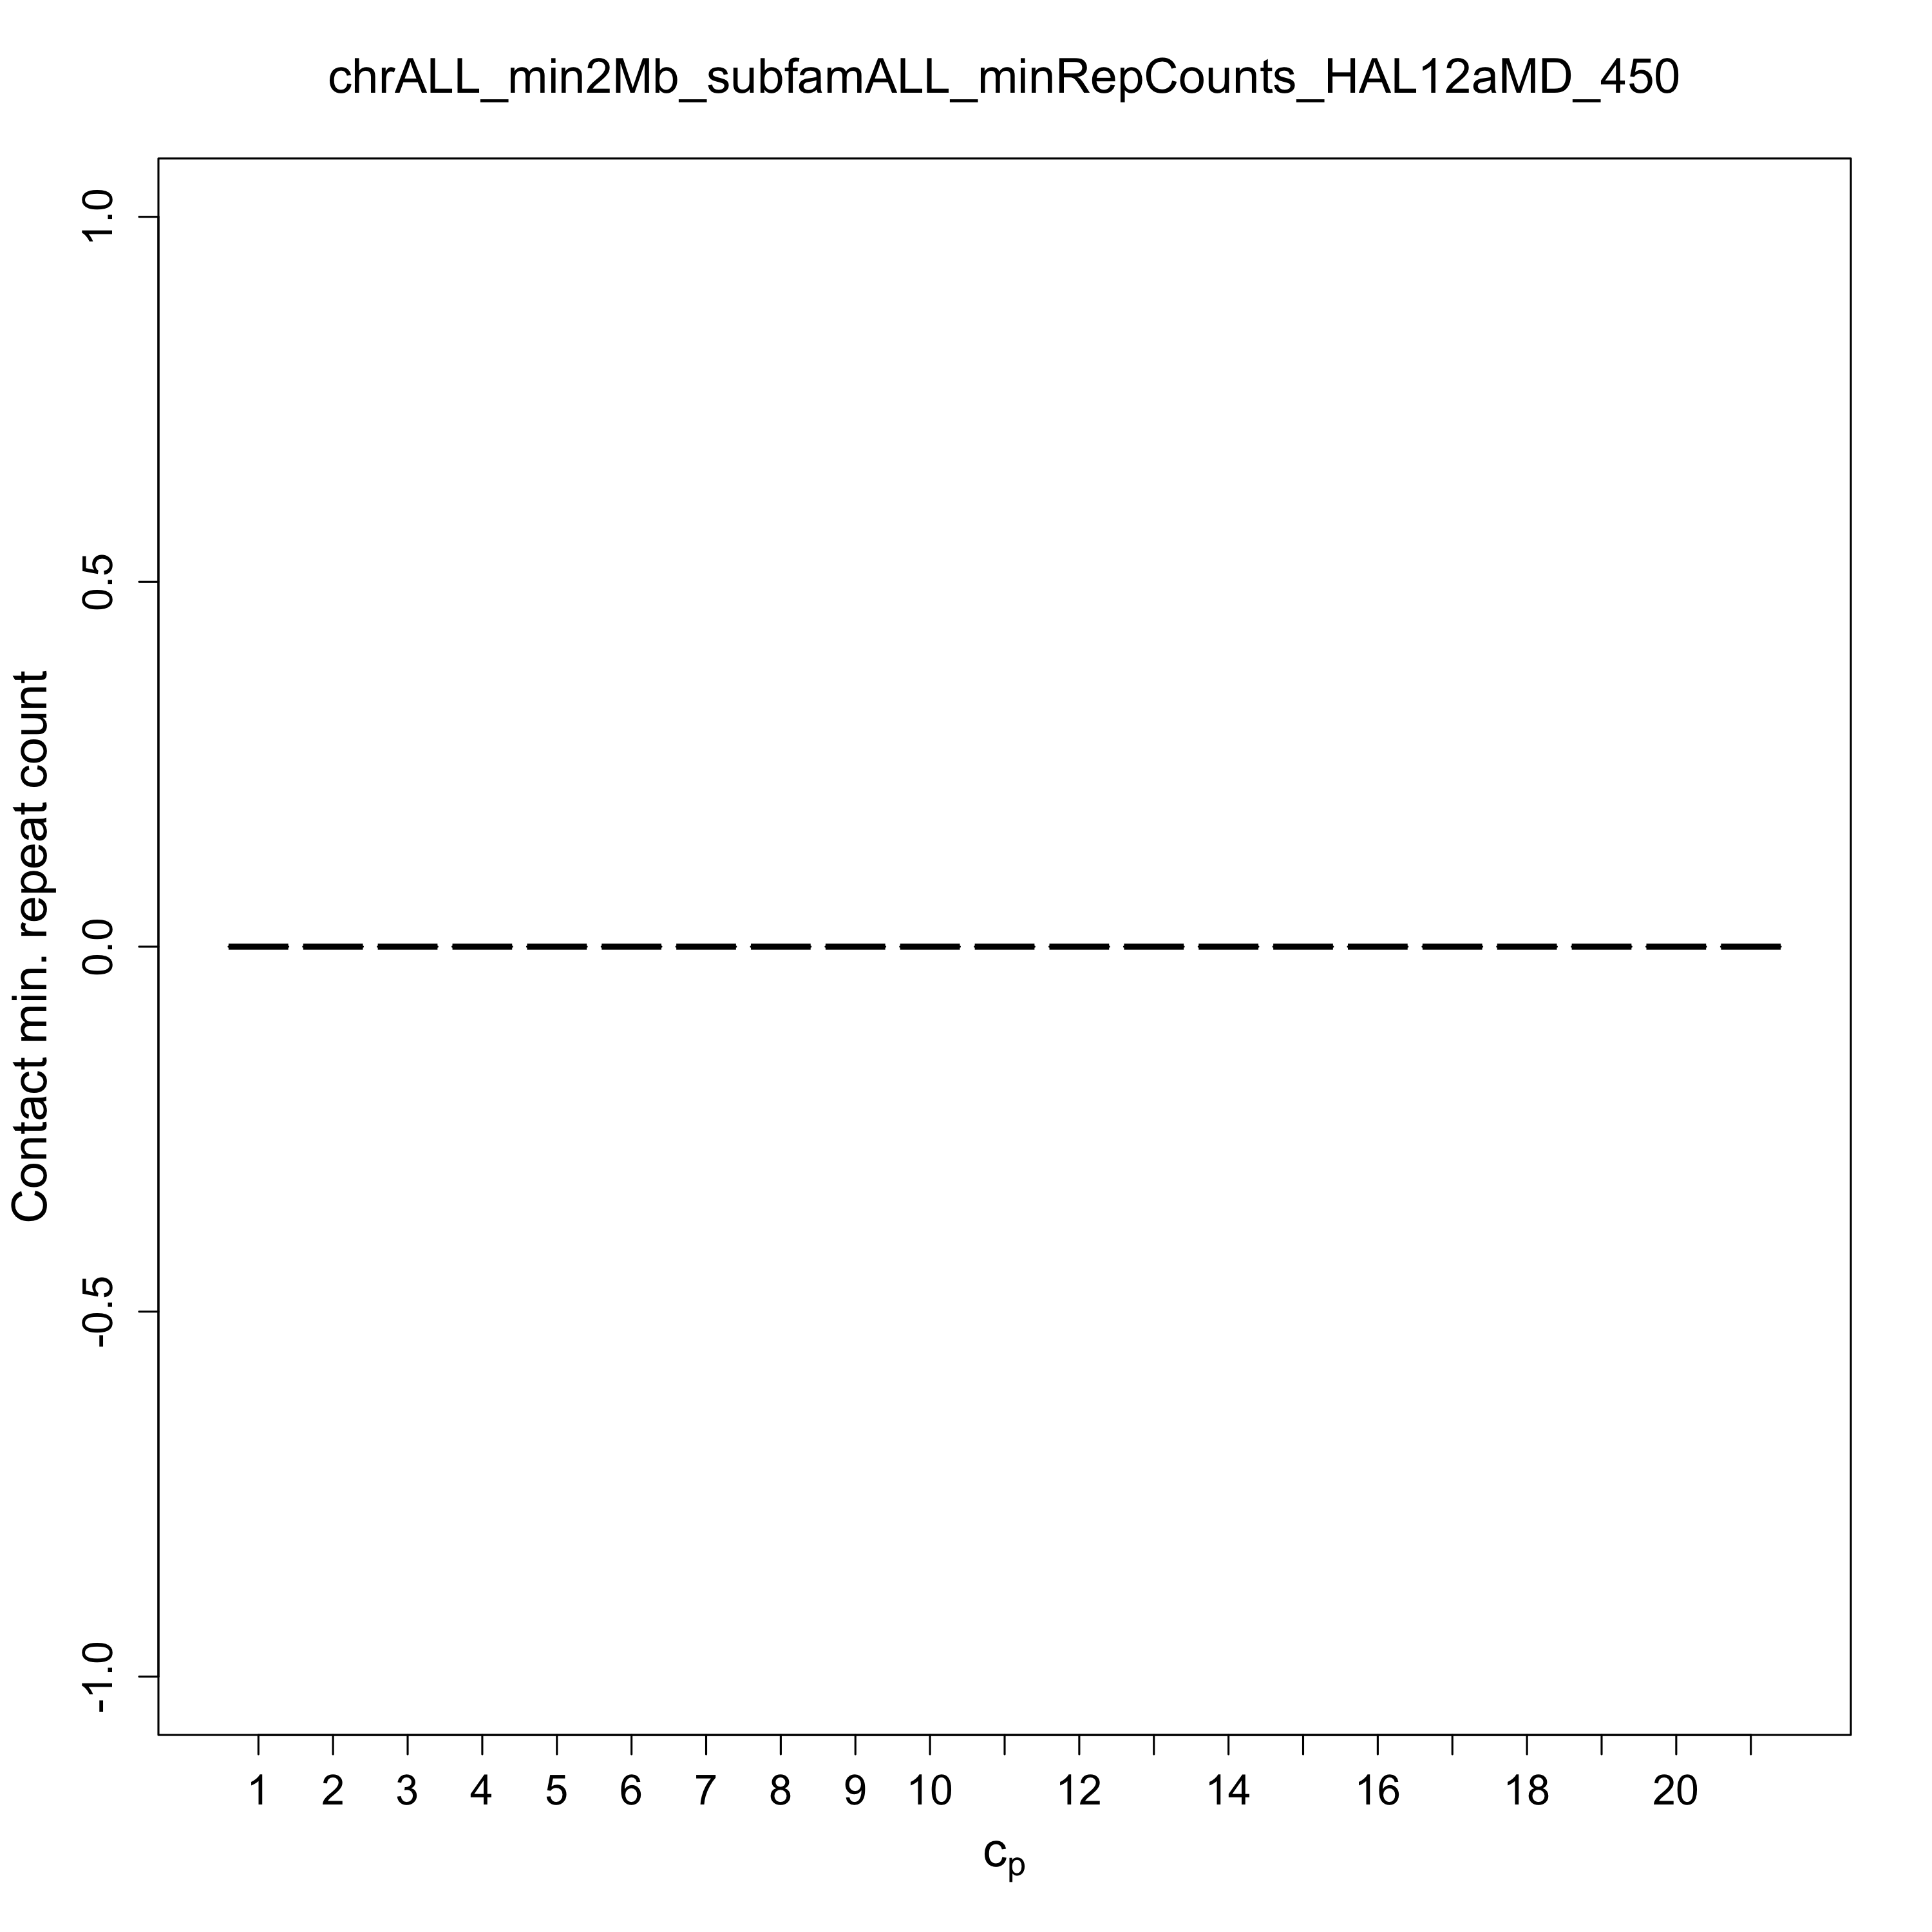 chrALL_min2Mb_subfamALL_minRepCounts_HAL12aMD_450
Contact min. repeat count
1.0
0.5
0.0
-0.5
-1.0
1 2 3 4 5 6 7 8 9 10 12 14 16 18 20
cp